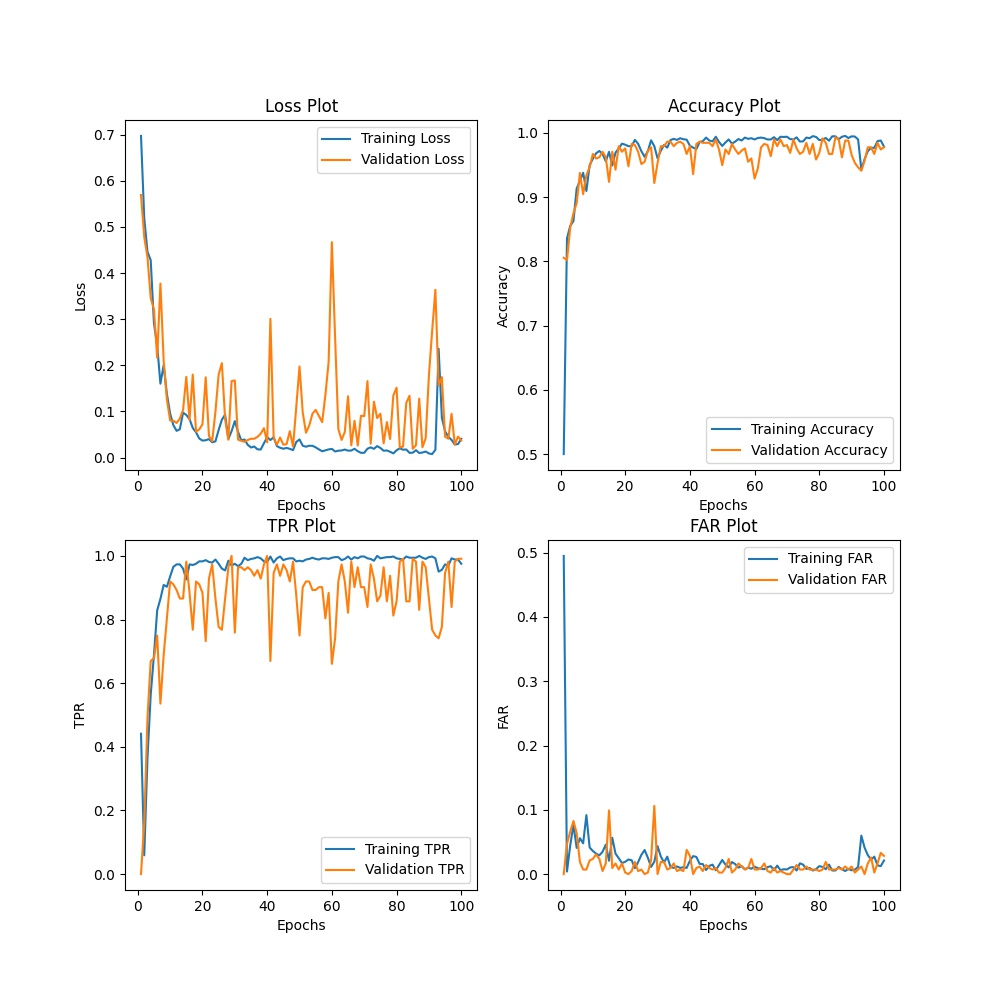 Loss Plot
0.7
0.6
0.5
0.4
0.3
0.2
0.1
0.0
Loss
0 20 40 60 80 100
Epochs
Training Loss
Validation Loss
Accuracy Plot
1.0
0.9
0.8
0.7
0.6
0.5
Accuracy
0 20 40 60 80 100
Epochs
Training Accuracy
Validation Accuracy
TPR Plot
1.0
0.8
0.6
0.4
0.2
0.0
TPR
0 20 40 60 80 100
Epochs
Training TPR
Validation TPR
FAR Plot
0.5
0.4
0.3
0.2
0.1
0.0
FAR
0 20 40 60 80 100
Epochs
Training FAR
Validation FAR